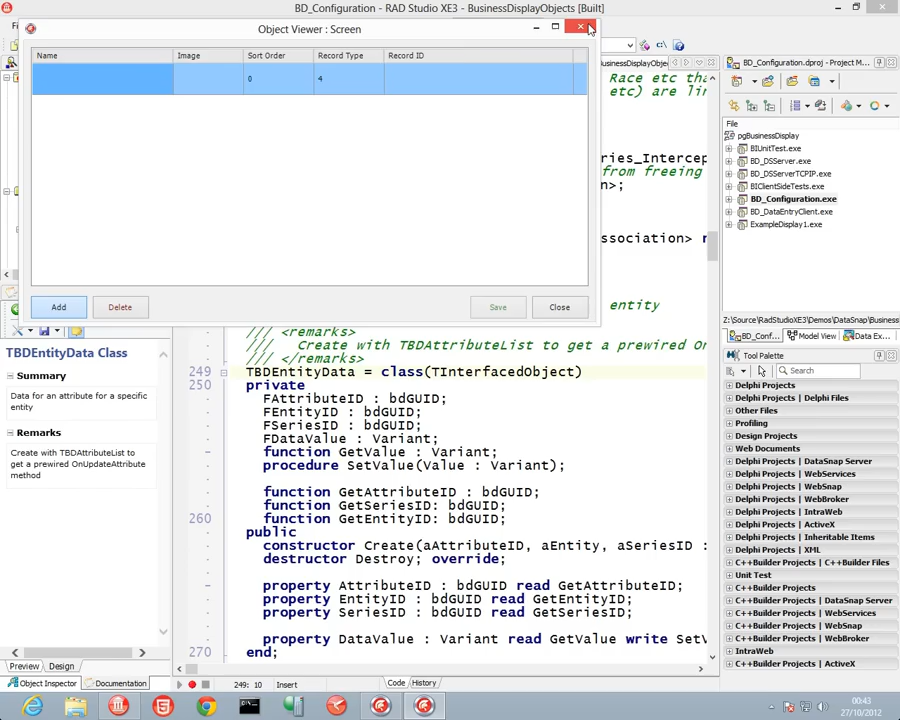 BD_Configuration - RAD Studio XE3 - BusinessDisplayObjects [Built]
Object Viewer : Screen
Name
Image
Sort Order
Record Type
Record ID
0
4
Add
Delete
Save
Close
Race etc tha
etc) are lin
ries_Intercep
from freeing
n>;
ssociation> n
entity
/// <remarks>
/// Create with TBDAttributeList to get a prewired On
/// </remarks>
249 TBDEntityData = class(TInterfacedObject)
250 private
FAttributeID : bdGUID;
FEntityID : bdGUID;
FSeriesID : bdGUID;
FDataValue : Variant;
function GetValue : Variant;
procedure SetValue(Value : Variant);
function GetAttributeID : bdGUID;
function GetSeriesID: bdGUID;
260 function GetEntityID: bdGUID;
public
constructor Create(aAttributeID, aEntity, aSeriesID :
destructor Destroy; override;
property AttributeID : bdGUID read GetAttributeID;
property EntityID : bdGUID read GetEntityID;
property SeriesID : bdGUID read GetSeriesID;
property DataValue : Variant read GetValue write SetV
270 end;
249: 10
Insert
Code
History
TBDEntityData Class
Summary
Data for an attribute for a specific
entity
Remarks
Create with TBDAttributeList to
get a prewired OnUpdateAttribute
method
Preview
Design
Object Inspector
Documentation
usinessDisplayObje
BD_Configuration.dproj - Project M...
File
pgBusinessDisplay
BIUnitTest.exe
BD_DSServer.exe
BD_DSServerTCPIP.exe
BIClientSideTests.exe
BD_Configuration.exe
BD_DataEntryClient.exe
ExampleDisplay1.exe
Z:\Source\RadStudioXE3\Demos\DataSnap\Busines
BD_Conf...
Model View
Data Ex...
Tool Palette
Search
Delphi Projects
Delphi Projects | Delphi Files
Other Files
Profiling
Design Projects
Web Documents
Delphi Projects | DataSnap Server
Delphi Projects | WebServices
Delphi Projects | WebSnap
Delphi Projects | WebBroker
Delphi Projects | IntraWeb
Delphi Projects | ActiveX
Delphi Projects | Inheritable Items
Delphi Projects | XML
C++Builder Projects | C++Builder Files
Unit Test
C++Builder Projects
C++Builder Projects | DataSnap Server
C++Builder Projects | WebServices
C++Builder Projects | WebSnap
C++Builder Projects | WebBroker
IntraWeb
C++Builder Projects | ActiveX
00:43
27/10/2012